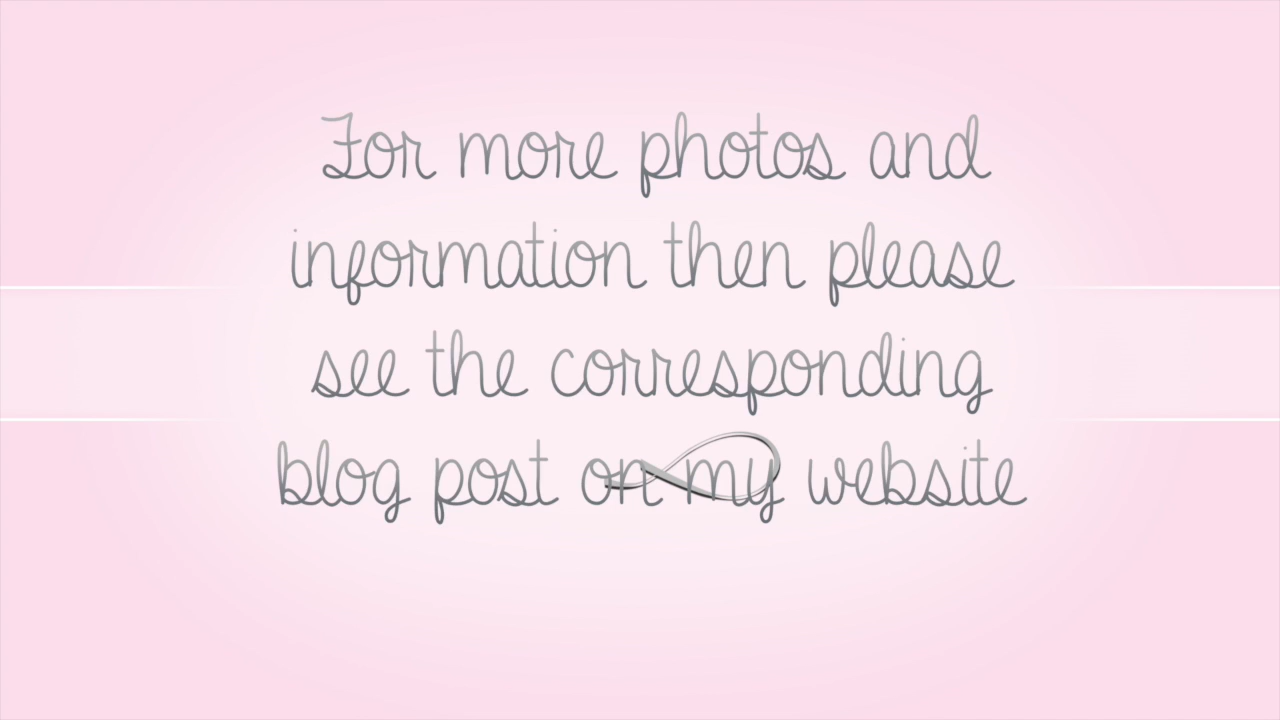 For more photos and
information then please
see the corresponding
blog post on my website